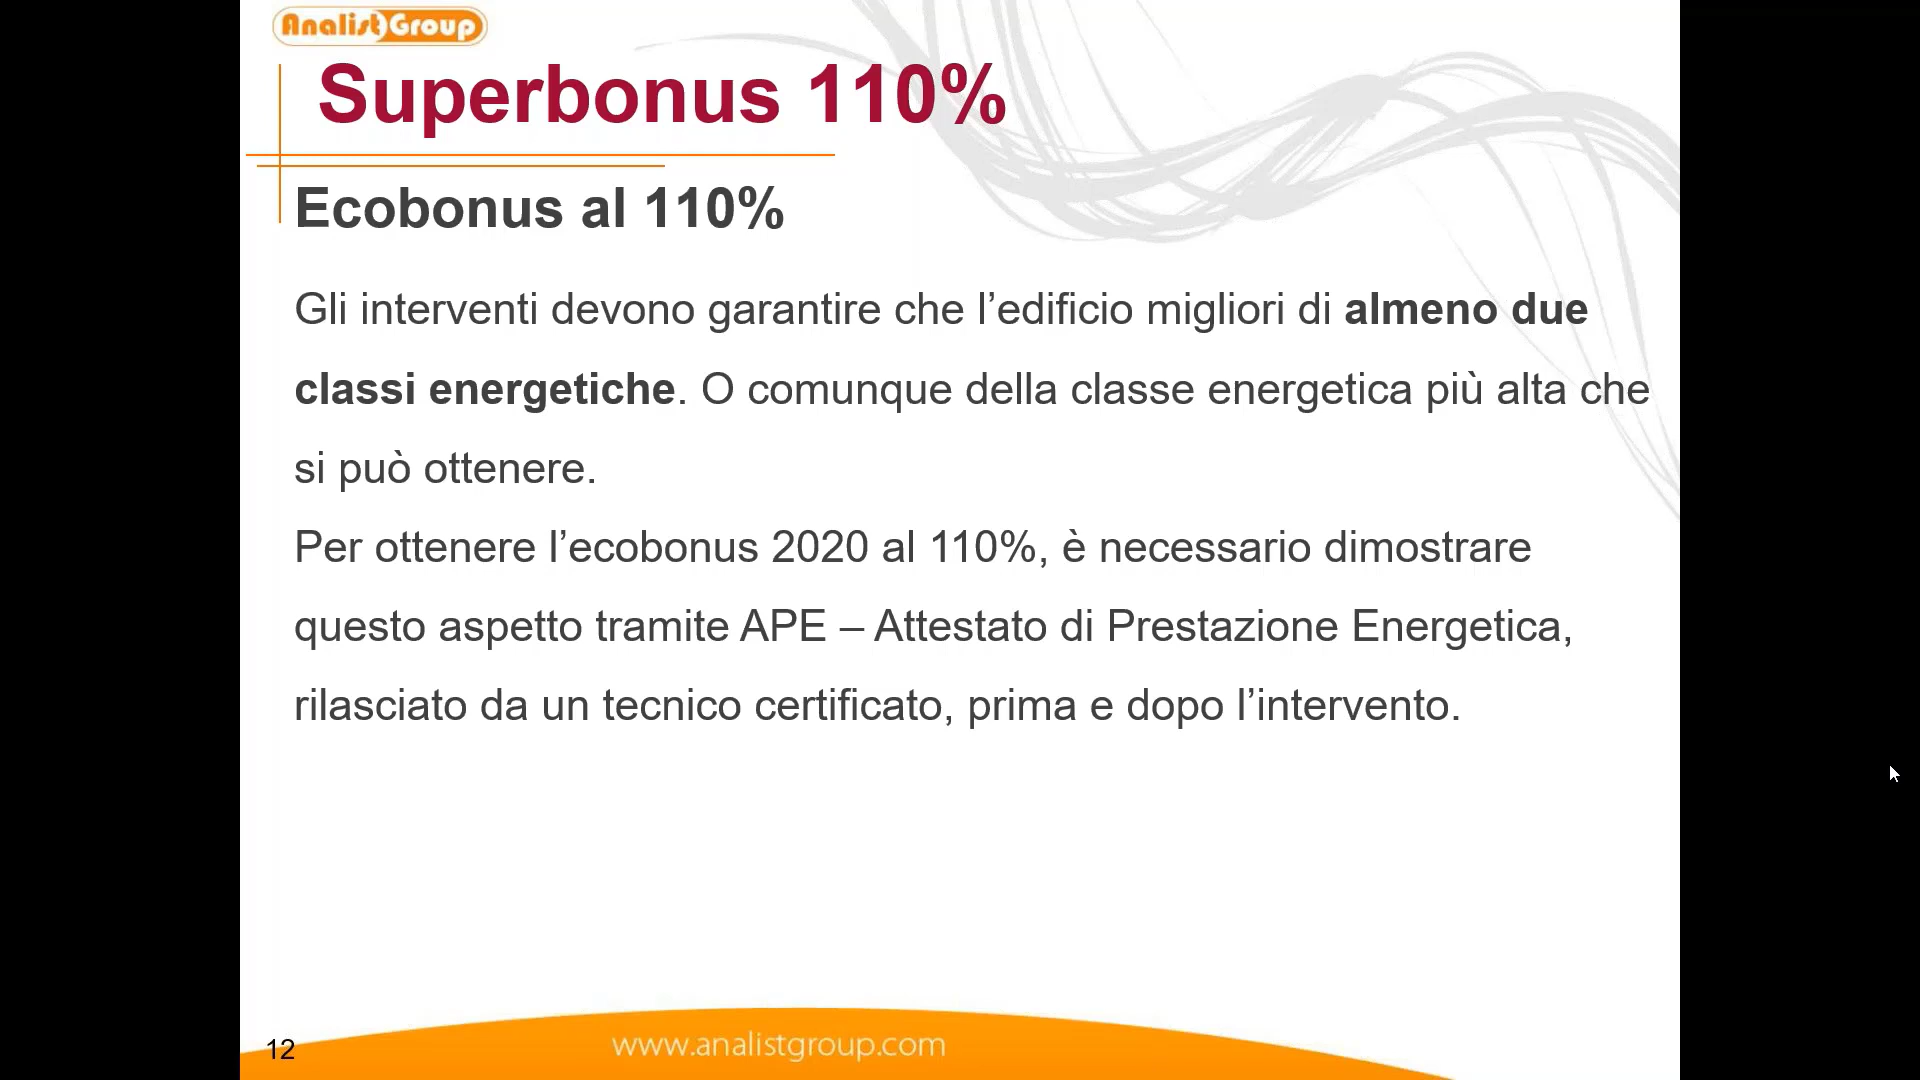 AnalistGroup
Superbonus 110%
Ecobonus al 110%
Gli interventi devono garantire che l’edificio migliori di almeno due
classi energetiche. O comunque della classe energetica più alta che
si può ottenere.
Per ottenere l’ecobonus 2020 al 110%, è necessario dimostrare
questo aspetto tramite APE – Attestato di Prestazione Energetica,
rilasciato da un tecnico certificato, prima e dopo l’intervento.
12
www.analistgroup.com